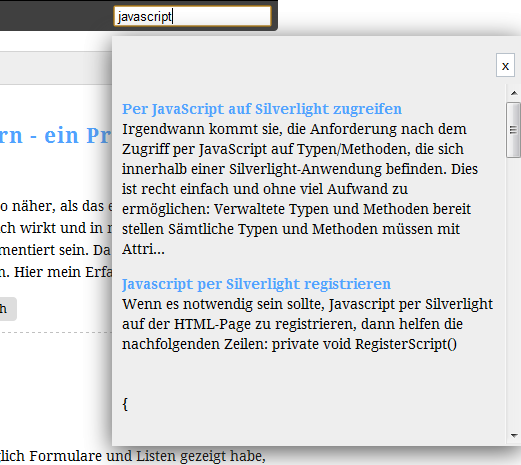 javascript
x
rn - ein Pr
Per JavaScript auf Silverlight zugreifen
Irgendwann kommt sie, die Anforderung nach dem
Zugriff per JavaScript auf Typen/Methoden, die sich
innerhalb einer Silverlight-Anwendung befinden. Dies
ist recht einfach und ohne viel Aufwand zu
ermöglichen: Verwaltete Typen und Methoden bereit
stellen Sämtliche Typen und Methoden müssen mit
Attri...
o näher, als das e
ch wirkt und in
mentiert sein. Da
n. Hier mein Erfa
h
Javascript per Silverlight registrieren
Wenn es notwendig sein sollte, Javascript per Silverlight
auf der HTML-Page zu registrieren, dann helfen die
nachfolgenden Zeilen: private void RegisterScript()
{
glich Formulare und Listen gezeigt habe,